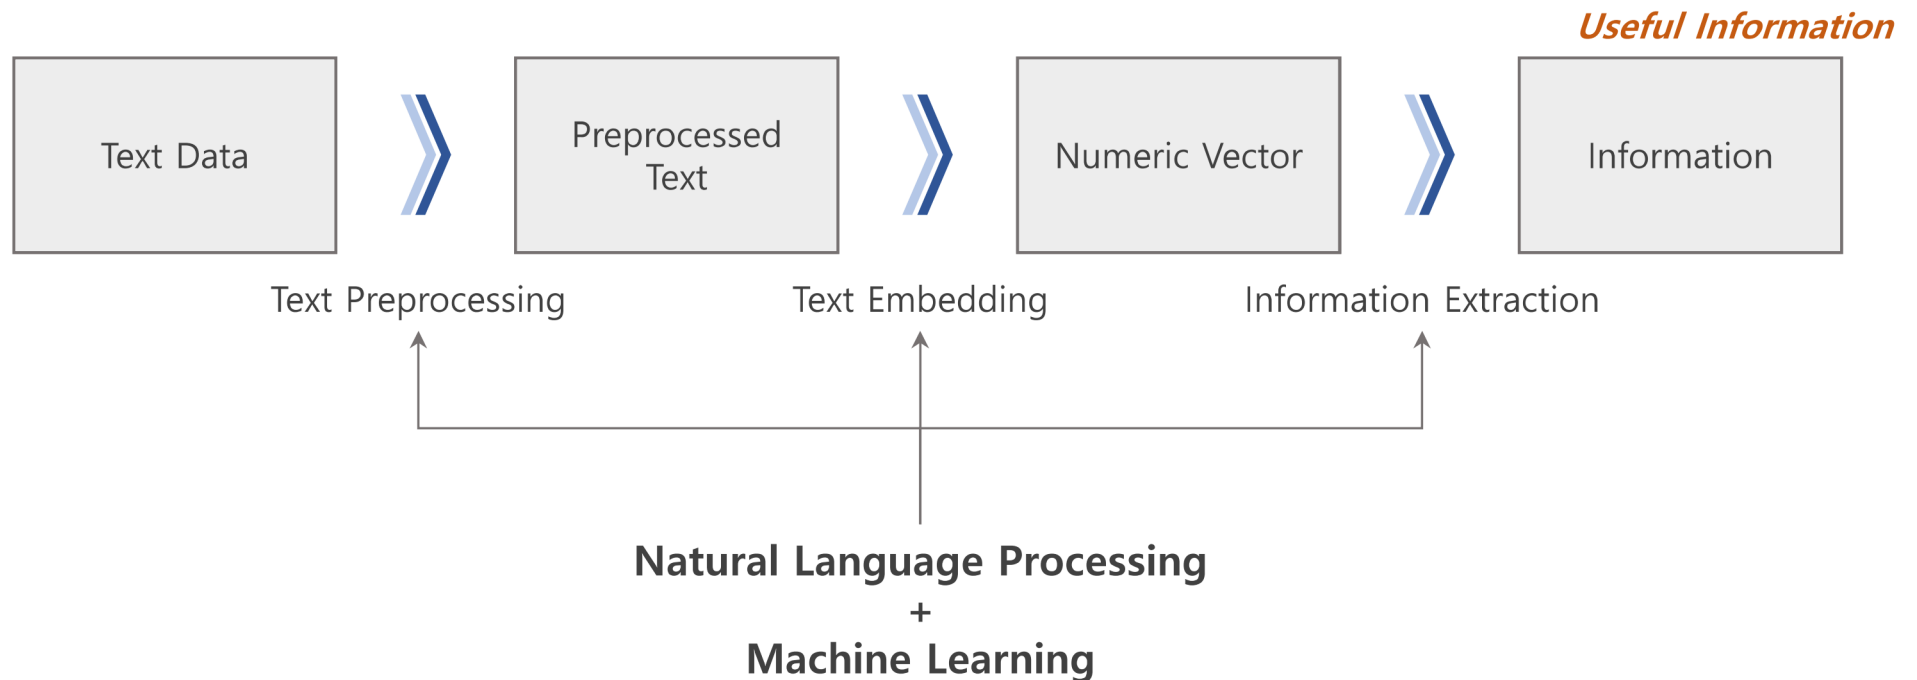 Useful Information
Text Data
Preprocessed
Text
Numeric Vector
Information
Text Preprocessing
Text Embedding
Information Extraction
Natural Language Processing
+
Machine Learning